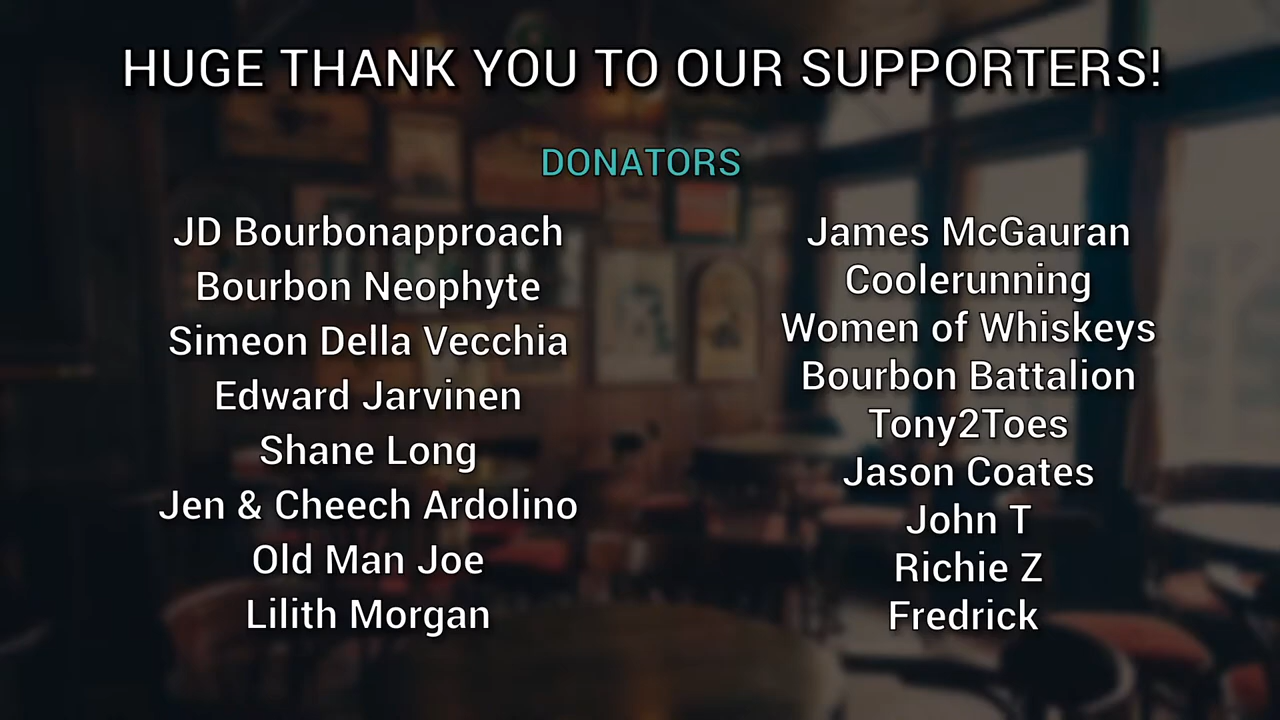 HUGE THANK YOU TO OUR SUPPORTERS!
DONATORS
JD Bourbonapproach
Bourbon Neophyte
Simeon Della Vecchia
Edward Jarvinen
Shane Long
Jen & Cheech Ardolino
Old Man Joe
Lilith Morgan
James McGauran
Coolerunning
Women of Whiskeys
Bourbon Battalion
Tony2Toes
Jason Coates
John T
Richie Z
Fredrick